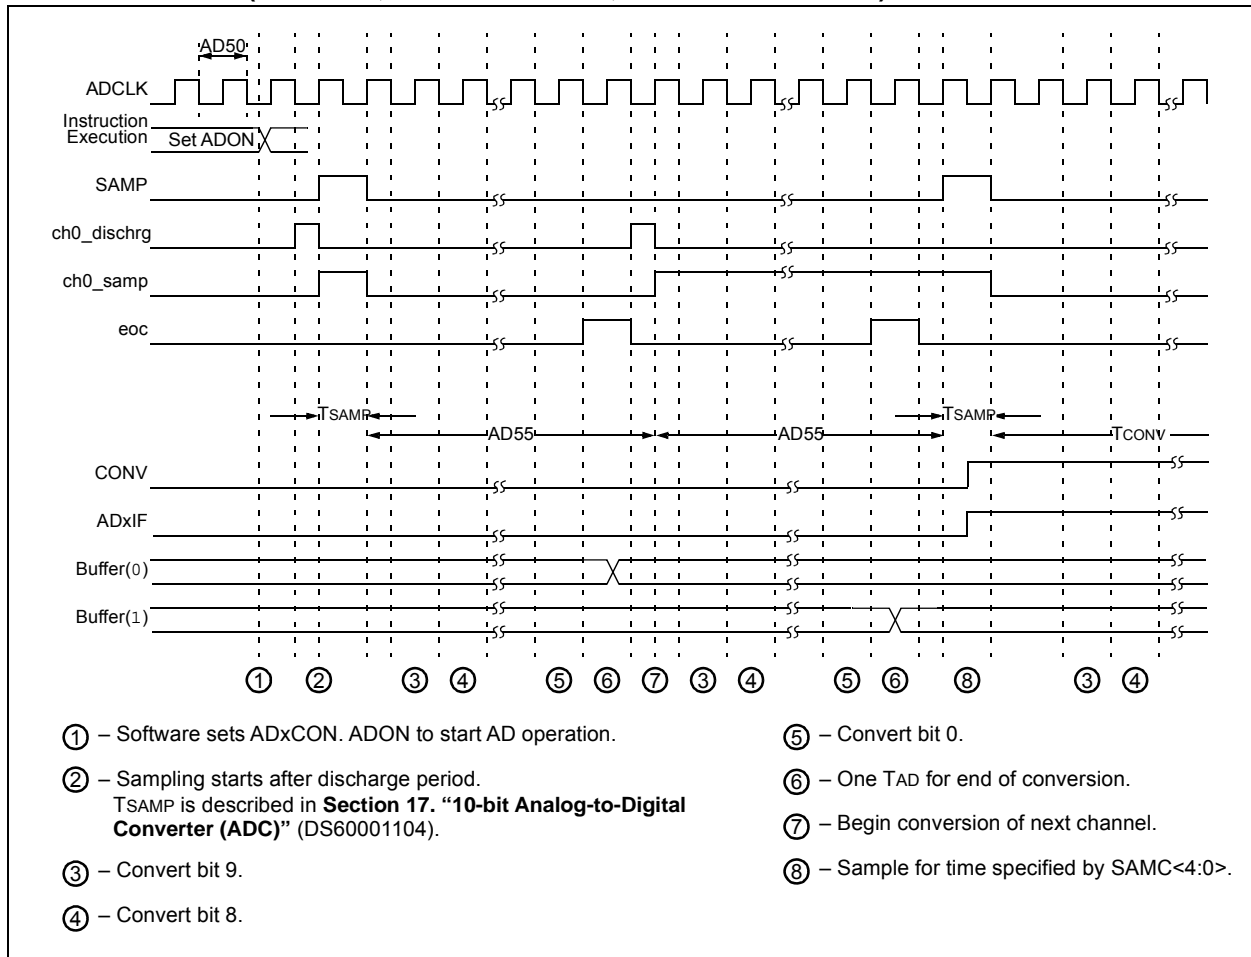 AD50
ADCLK
Instruction
Execution
Set ADON
SAMP
ch0_dischrg
ch0_samp
eoc
TSAMP
TSAMP
AD55
AD55
TCONV
CONV
ADxIF
Buffer(0)
Buffer(1)
1 2 3 4 5 6 7 3 4 5 6 8 3 4
1 – Software sets ADxCON. ADON to start AD operation.
2 – Sampling starts after discharge period.
TSAMP is described in Section 17. “10-bit Analog-to-Digital
Converter (ADC)” (DS60001104).
3 – Convert bit 9.
4 – Convert bit 8.
5 – Convert bit 0.
6 – One TAD for end of conversion.
7 – Begin conversion of next channel.
8 – Sample for time specified by SAMC<4:0>.